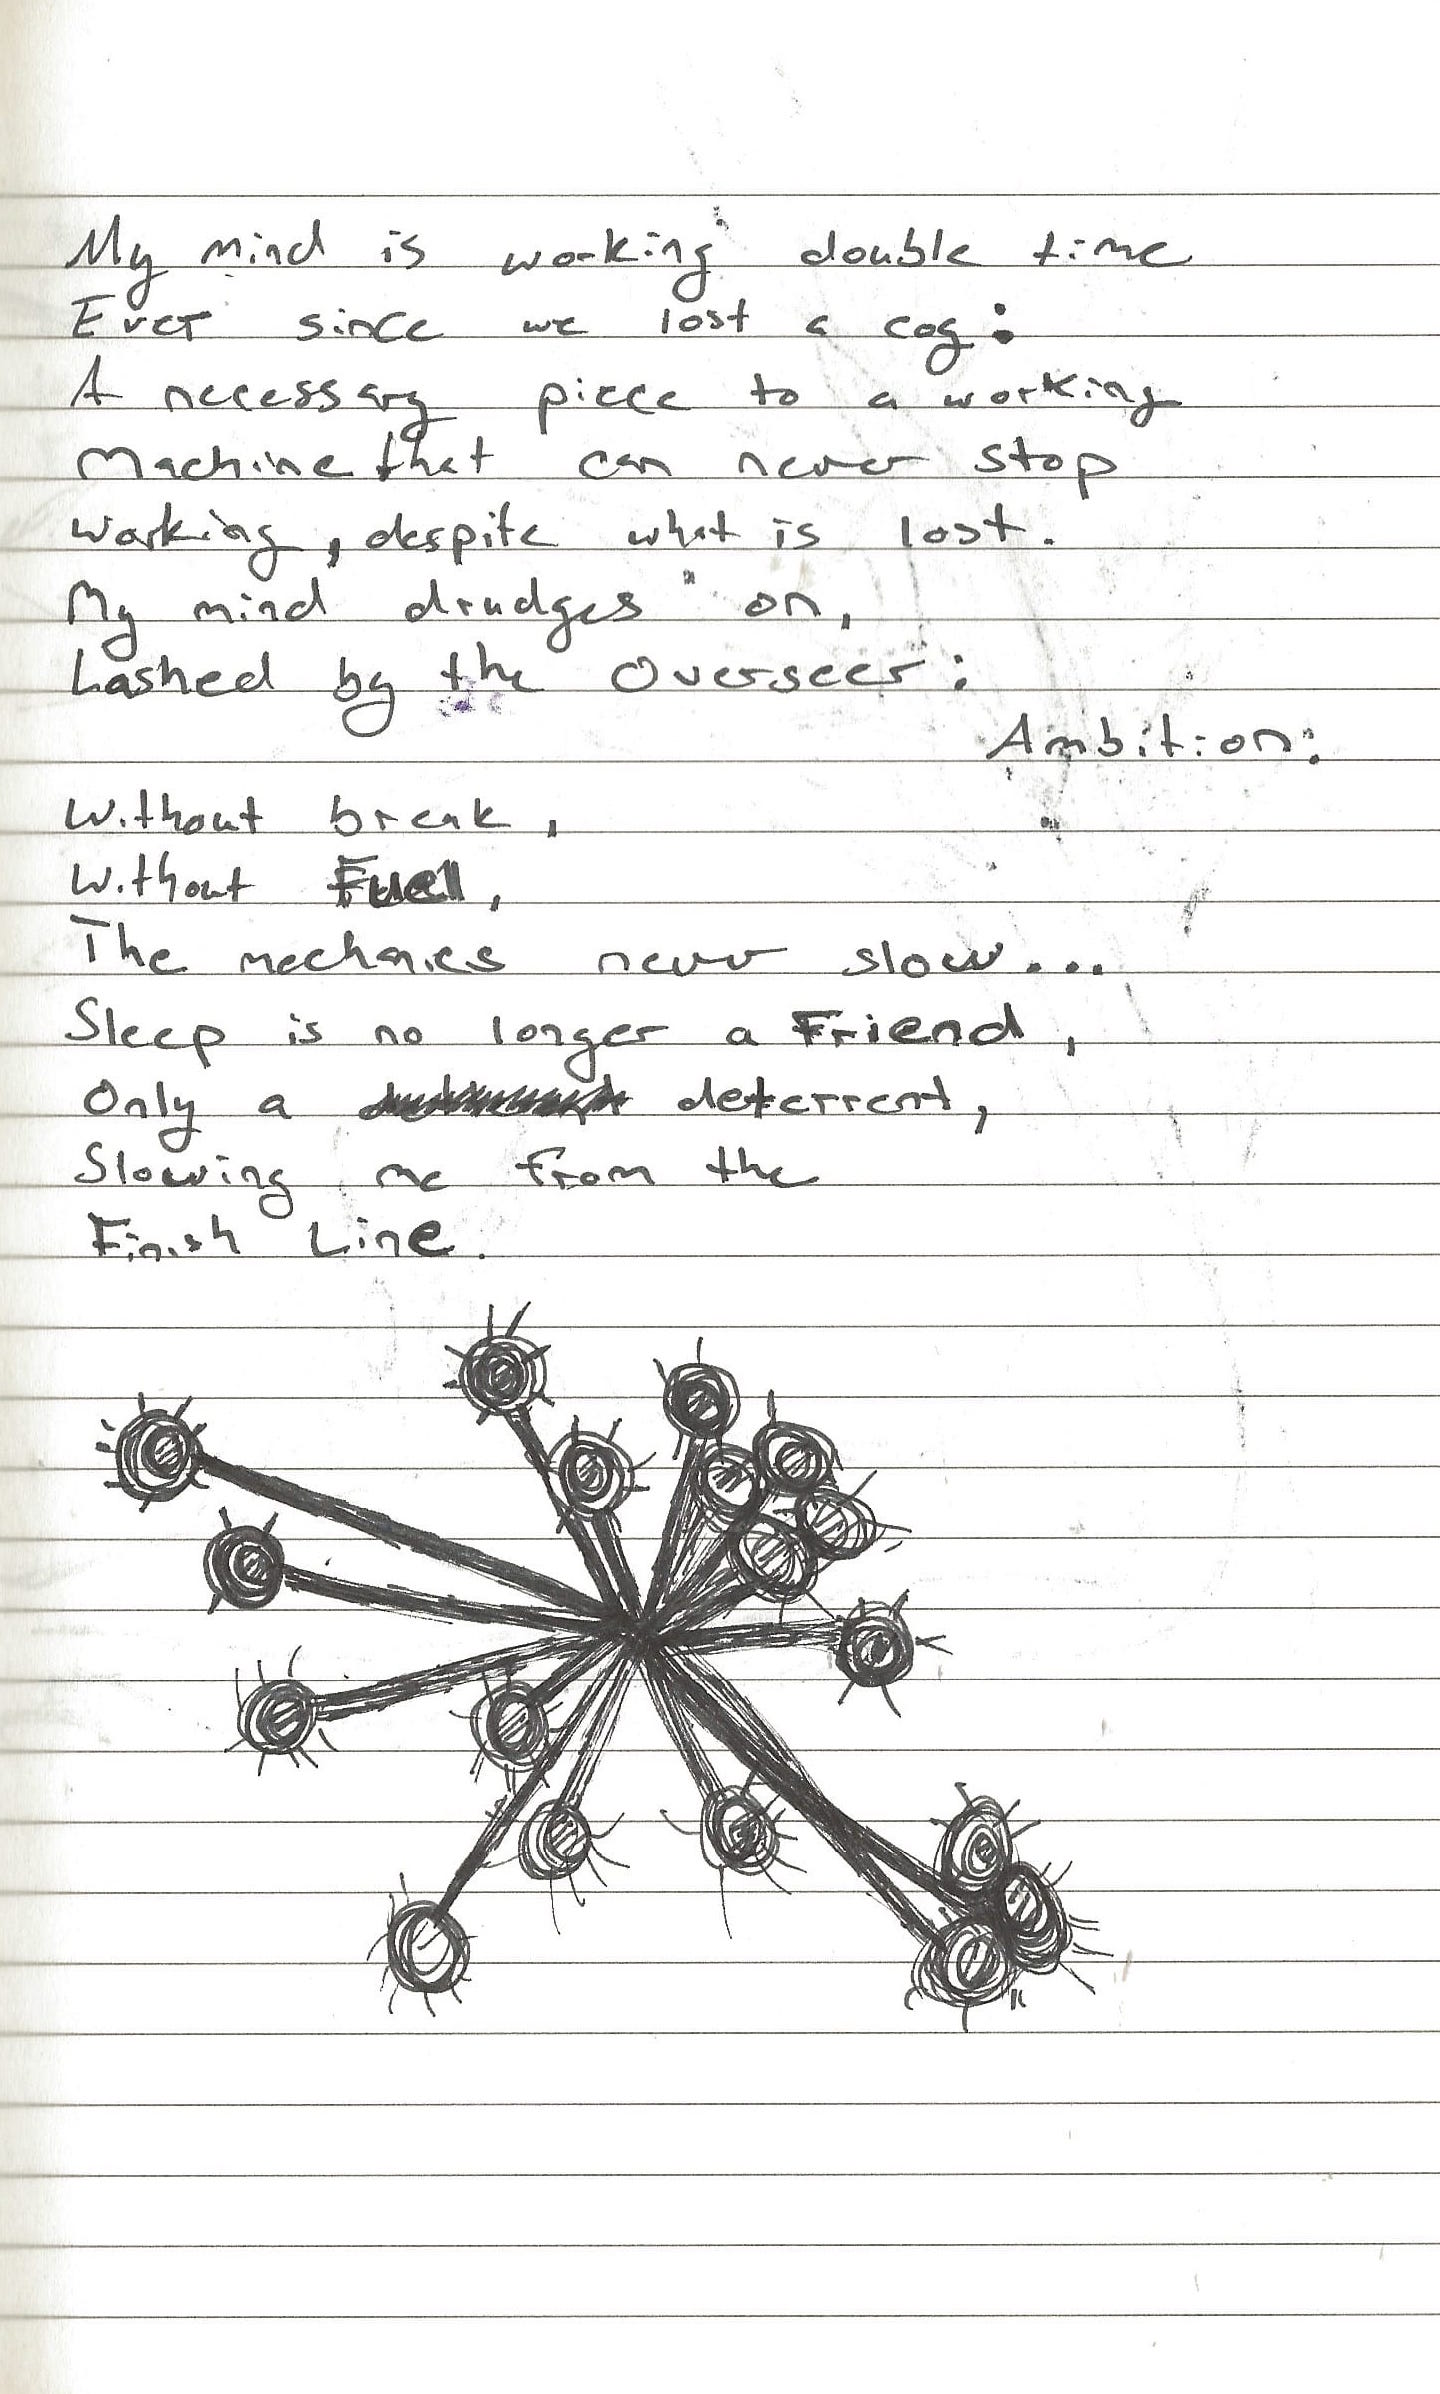 My mind is working double time
Ever since we lost a cog:
A necessary piece to a working
Machine that can never stop
Working, despite what is lost.
My mind drudges on,
Lashed by the Overseer:
Ambition:
Without break,
Without Fuel,
The mechanics never slow...
Sleep is no longer a Friend,
Only a deterrent,
Slowing me from the
Finish Line.